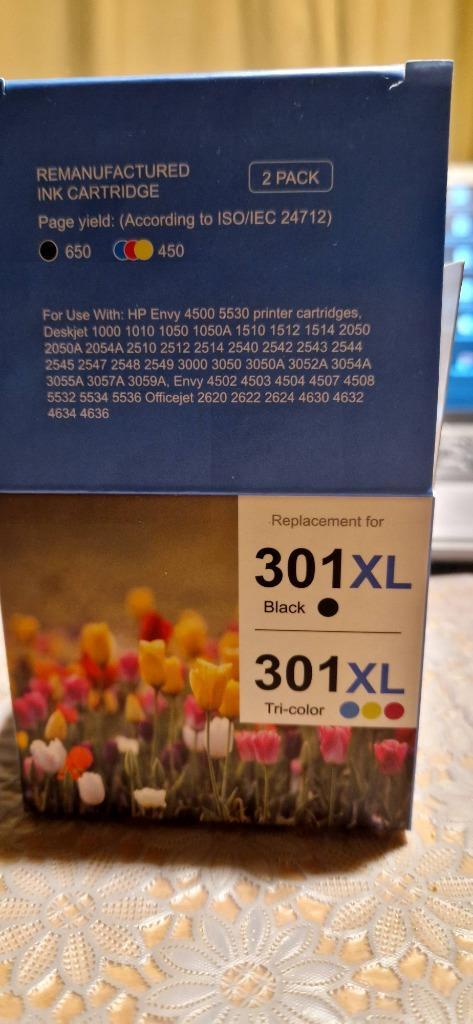 REMANUFACTURED
INK CARTRIDGE
2 PACK
Page yield: (According to ISO/IEC 24712)
650 450
For Use With: HP Envy 4500 5530 printer cartridges,
Deskjet 1000 1010 1050 1050A 1510 1512 1514 2050
2050A 2054A 2510 2512 2514 2540 2542 2543 2544
2545 2547 2548 2549 3000 3050 3050A 3052A 3054A
3055A 3057A 3059A, Envy 4502 4503 4504 4507 4508
5532 5534 5536 Officejet 2620 2622 2624 4630 4632
4634 4636
Replacement for
301XL
Black
301XL
Tri-color